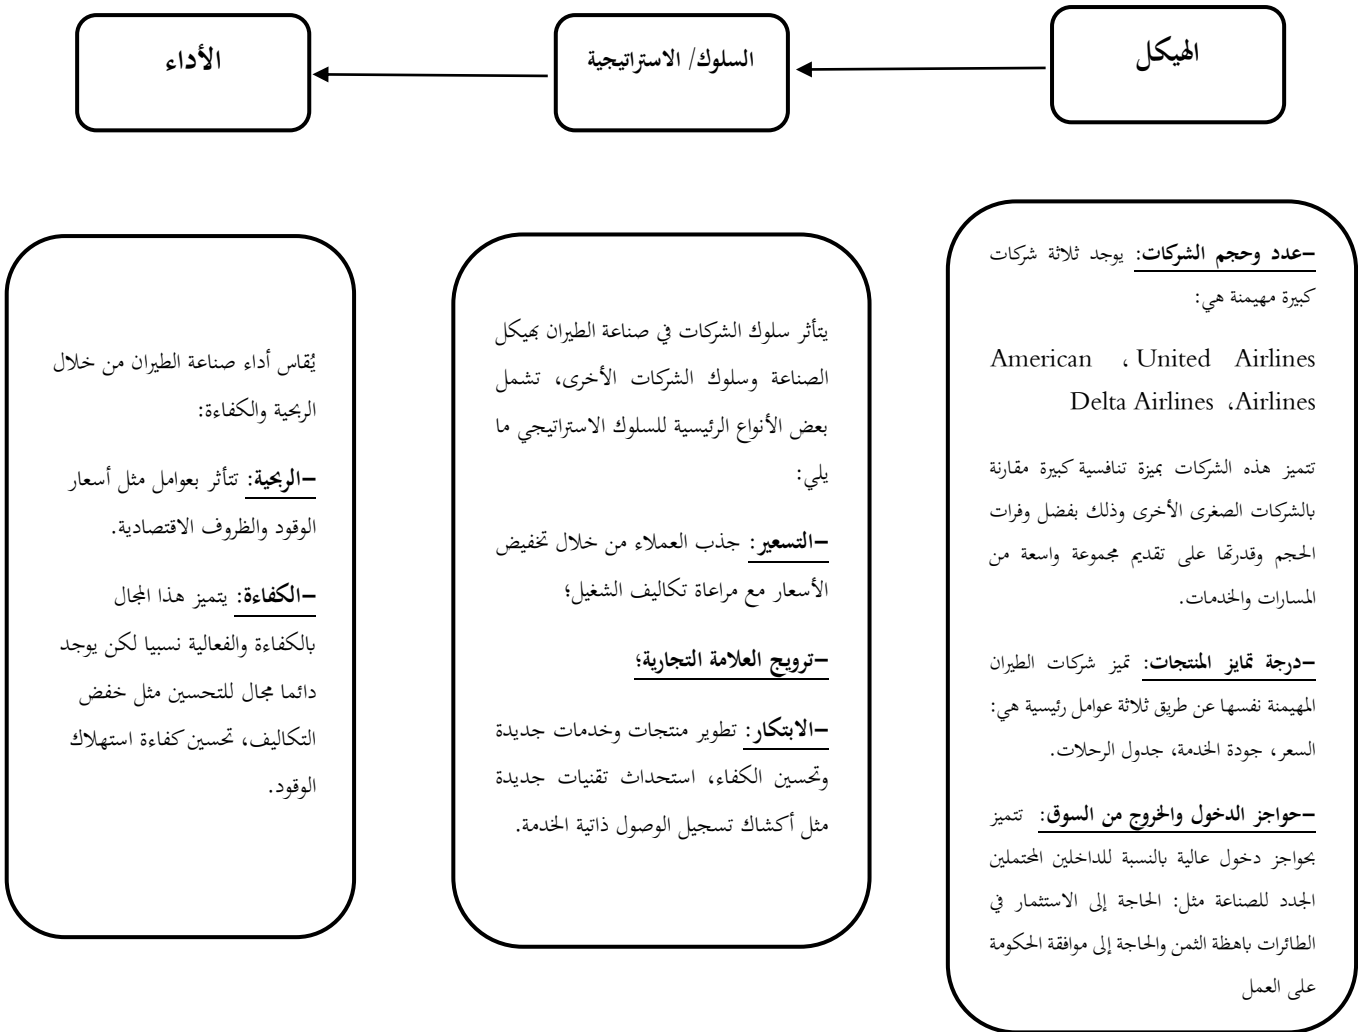 الهيكل
السلوك/ الاستراتيجية
الأداء
–عدد وحجم الشركات: يوجد ثلاثة شركات
كبيرة مهيمنة هي:
American ، United Airlines
Delta Airlines ،Airlines
تتميز هذه الشركات بميزة تنافسية كبيرة مقارنة
بالشركات الصغرى الأخرى وذلك بفضل وفرات
الحجم وقدرتها على تقديم مجموعة واسعة من
المسارات والخدمات.
–درجة تمايز المنتجات: تميز شركات الطيران
المهيمنة نفسها عن طريق ثلاثة عوامل رئيسية هي:
السعر، جودة الخدمة، جدول الرحلات.
–حواجز الدخول والخروج من السوق: تتميز
بحواجز دخول عالية بالنسبة للداخلين المحتملين
الجدد للصناعة مثل: الحاجة إلى الاستثمار في
الطائرات باهظة الثمن والحاجة إلى موافقة الحكومة
على العمل
يتأثر سلوك الشركات في صناعة الطيران بهيكل
الصناعة وسلوك الشركات الأخرى، تشمل
بعض الأنواع الرئيسية للسلوك الاستراتيجي ما
يلي:
–التسعير: جذب العملاء من خلال تخفيض
الأسعار مع مراعاة تكاليف الشغيل؛
–ترويج العلامة التجارية؛
–الابتكار: تطوير منتجات وخدمات جديدة
وتحسين الكفاء، استحداث تقنيات جديدة
مثل أكشاك تسجيل الوصول ذاتية الخدمة.
يُقاس أداء صناعة الطيران من خلال
الربحية والكفاءة:
–الربحية: تتأثر بعوامل مثل أسعار
الوقود والظروف الاقتصادية.
–الكفاءة: يتميز هذا المجال
بالكفاءة والفعالية نسبيا لكن يوجد
دائما مجال للتحسين مثل خفض
التكاليف، تحسين كفاءة استهلاك
الوقود.